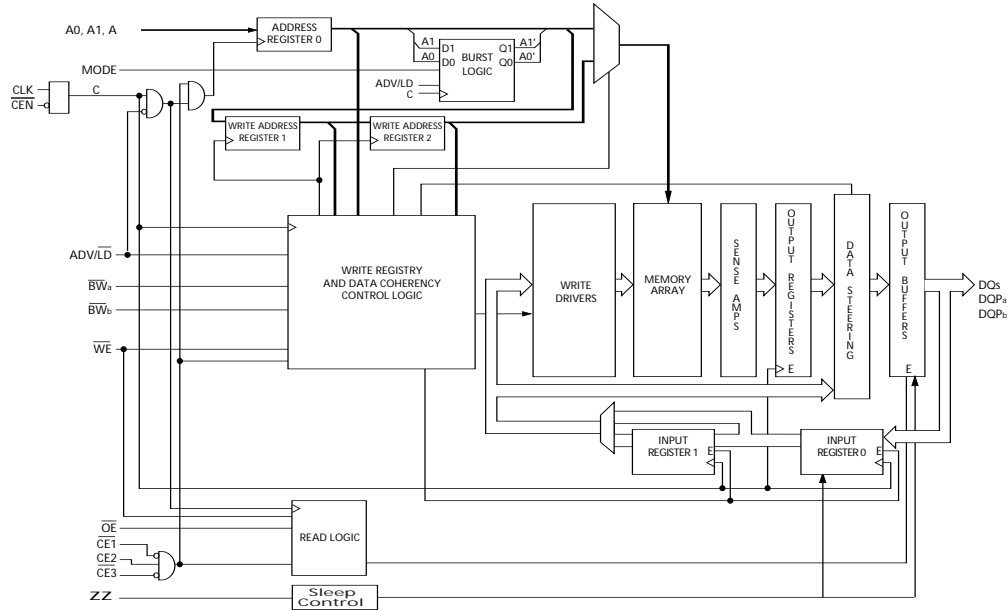 A0, A1, A
ADDRESS
REGISTER 0
A1
A0
D1
D0
BURST
LOGIC
Q1
Q0
A1'
A0'
MODE
ADV/LD
C
CLK
CEN
C
WRITE ADDRESS
REGISTER 1
WRITE ADDRESS
REGISTER 2
ADV/LD
BWa
BWb
WE
WRITE REGISTRY
AND DATA COHERENCY
CONTROL LOGIC
WRITE
DRIVERS
MEMORY
ARRAY
SENSE AMPS
OUTPUT REGISTERS
E
DATA STEERING
OUTPUT BUFFERS
E
DQs
DQPa
DQPb
INPUT
REGISTER 1
E
INPUT
REGISTER 0
E
OE
CE1
CE2
CE3
READ LOGIC
ZZ
Sleep
Control